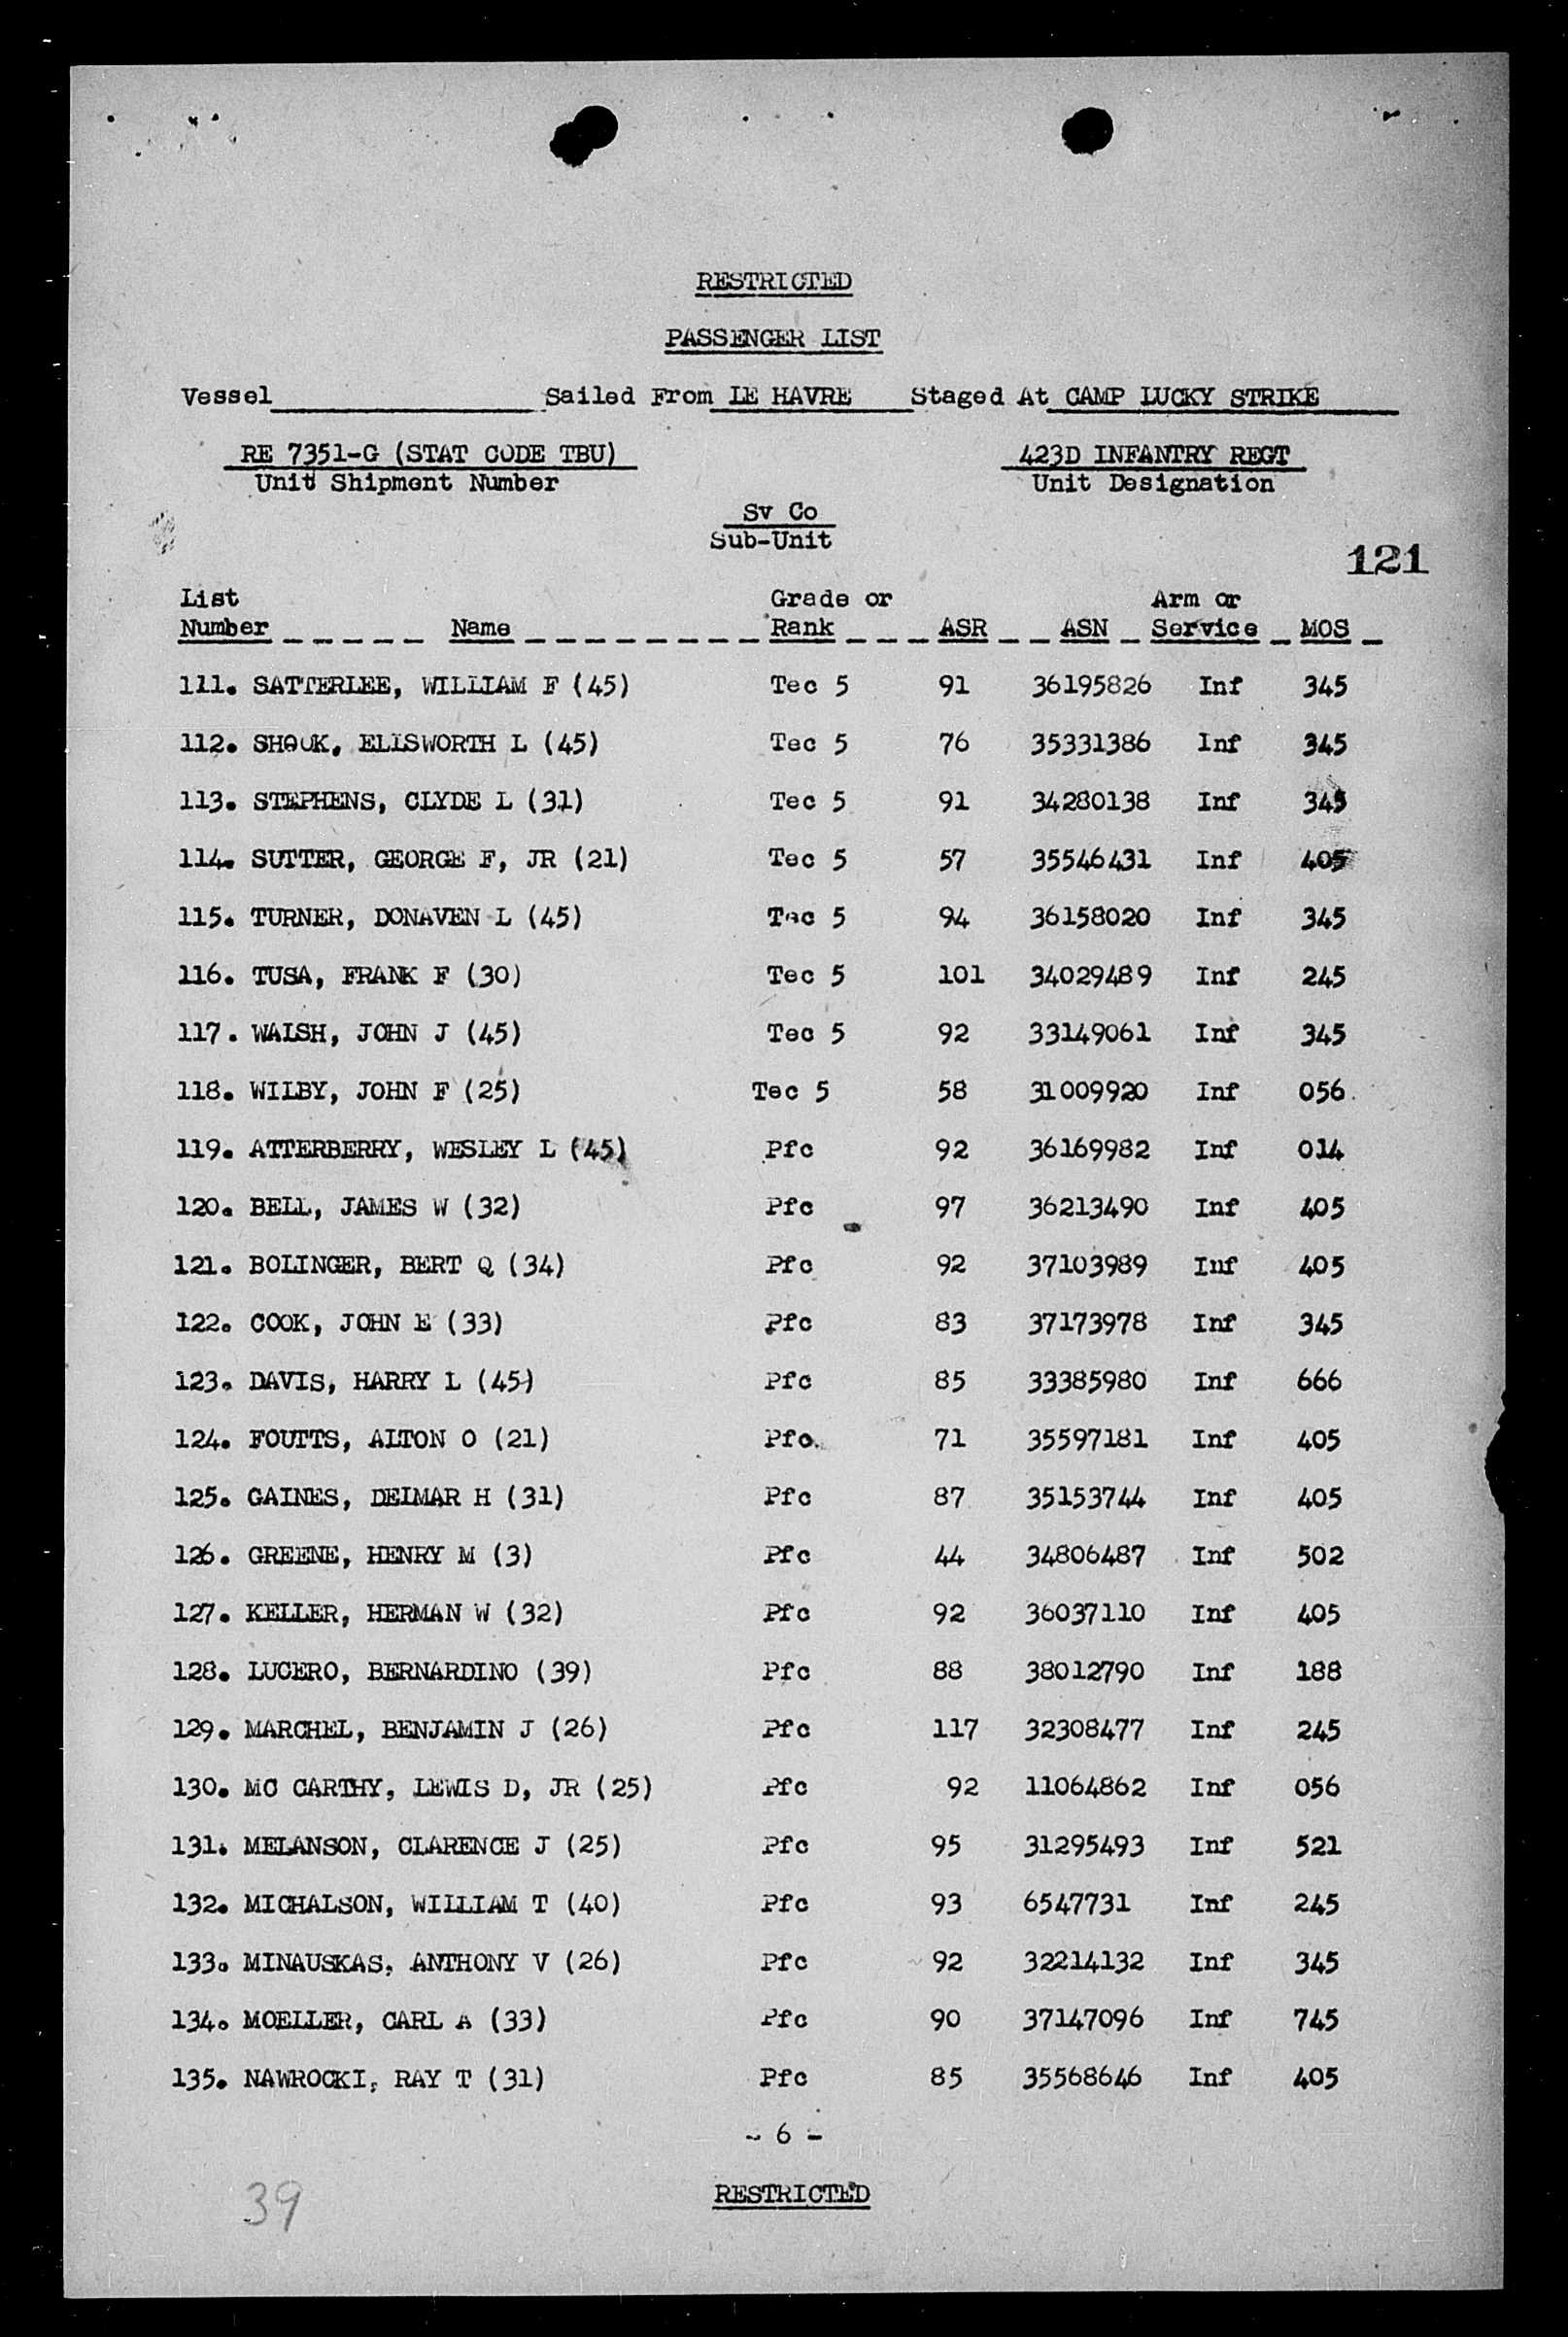 RESTRICTED
PASSENGER LIST
Vessel Sailed From LE HAVRE Staged At CAMP LUCKY STRIKE
RE 7351-G (STAT CODE TBU) 423D INFANTRY REGT
Unit Shipment Number Unit Designation
Sv Co
Sub-Unit
121
List Grade or Arm or
Number Name Rank ASR ASN Service MOS
111. SATTERLEE, WILLIAM F (45) Tec 5 91 36195826 Inf 345
112. SHOUK, ELLSWORTH L (45) Tec 5 76 35331386 Inf 345
113. STEPHENS, CLYDE L (31) Tec 5 91 34280138 Inf 345
114. SUTTER, GEORGE F, JR (21) Tec 5 57 35546431 Inf 405
115. TURNER, DONAVEN L (45) Tec 5 94 36158020 Inf 345
116. TUSA, FRANK F (30) Tec 5 101 34029489 Inf 245
117. WALSH, JOHN J (45) Tec 5 92 33149061 Inf 345
118. WILBY, JOHN F (25) Tec 5 58 31009920 Inf 056
119. ATTERBERRY, WESLEY L (45) Pfc 92 36169982 Inf 014
120. BELL, JAMES W (32) Pfc 97 36213490 Inf 405
121. BOLINGER, BERT Q (34) Pfc 92 37103989 Inf 405
122. COOK, JOHN E (33) Pfc 83 37173978 Inf 345
123. DAVIS, HARRY L (45) Pfc 85 33385980 Inf 666
124. FOUTTS, ALTON O (21) Pfc 71 35597181 Inf 405
125. GAINES, DELMAR H (31) Pfc 87 35153744 Inf 405
126. GREENE, HENRY M (3) Pfc 44 34806487 Inf 502
127. KELLER, HERMAN W (32) Pfc 92 36037110 Inf 405
128. LUCERO, BERNARDINO (39) Pfc 88 38012790 Inf 188
129. MARCHEL, BENJAMIN J (26) Pfc 117 32308477 Inf 245
130. MC CARTHY, LEWIS D, JR (25) Pfc 92 11064862 Inf 056
131. MELANSON, CLARENCE J (25) Pfc 95 31295493 Inf 521
132. MICHALSON, WILLIAM T (40) Pfc 93 6547731 Inf 245
133. MINAUSKAS, ANTHONY V (26) Pfc 92 32214132 Inf 345
134. MOELLER, CARL A (33) Pfc 90 37147096 Inf 745
135. NAWROCKI, RAY T (31) Pfc 85 35568646 Inf 405
- 6 -
RESTRICTED
39